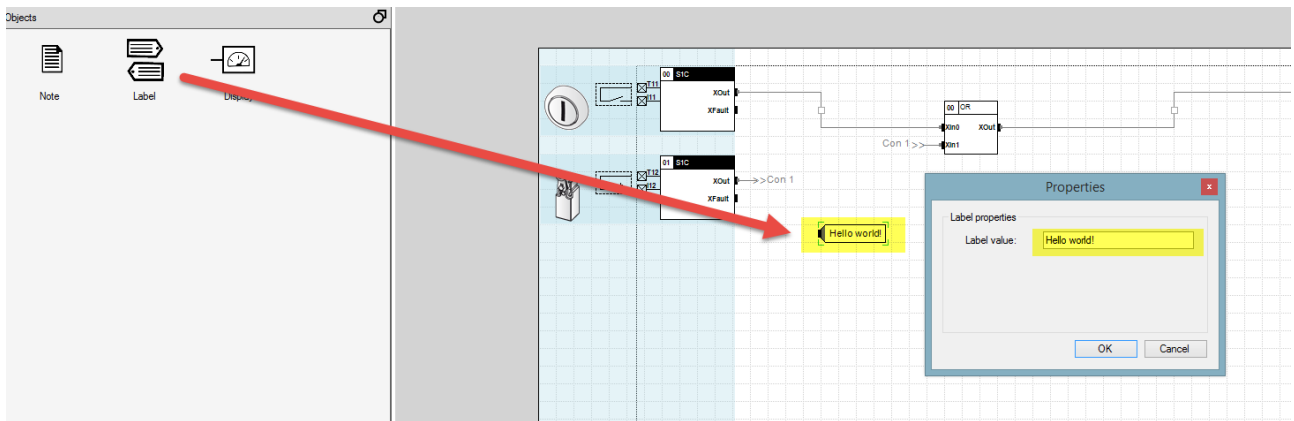 Objects
Note
Label
Display
00 S1C
T11
I11
XOut
XFault
00 OR
XIn0 XOut
Con 1>> XIn1
01 S1C
T12
I12
XOut
>>Con 1
XFault
Hello world!
Properties
x
Label properties
Label value: Hello world!
OK Cancel